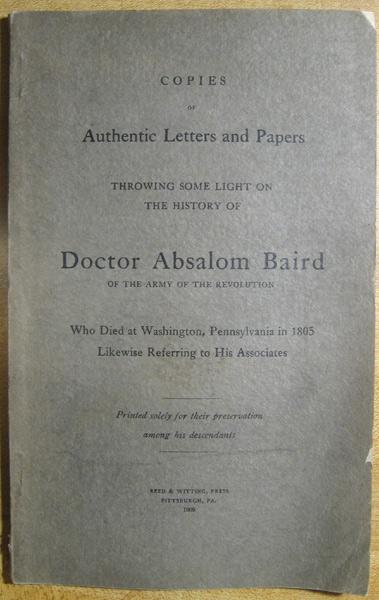 COPIES
OF
Authentic Letters and Papers
THROWING SOME LIGHT ON
THE HISTORY OF
Doctor Absalom Baird
OF THE ARMY OF THE REVOLUTION
Who Died at Washington, Pennsylvania in 1805
Likewise Referring to His Associates
Printed solely for their preservation
among his descendants
REED & WITTING, PRESS
PITTSBURGH, PA.
1909